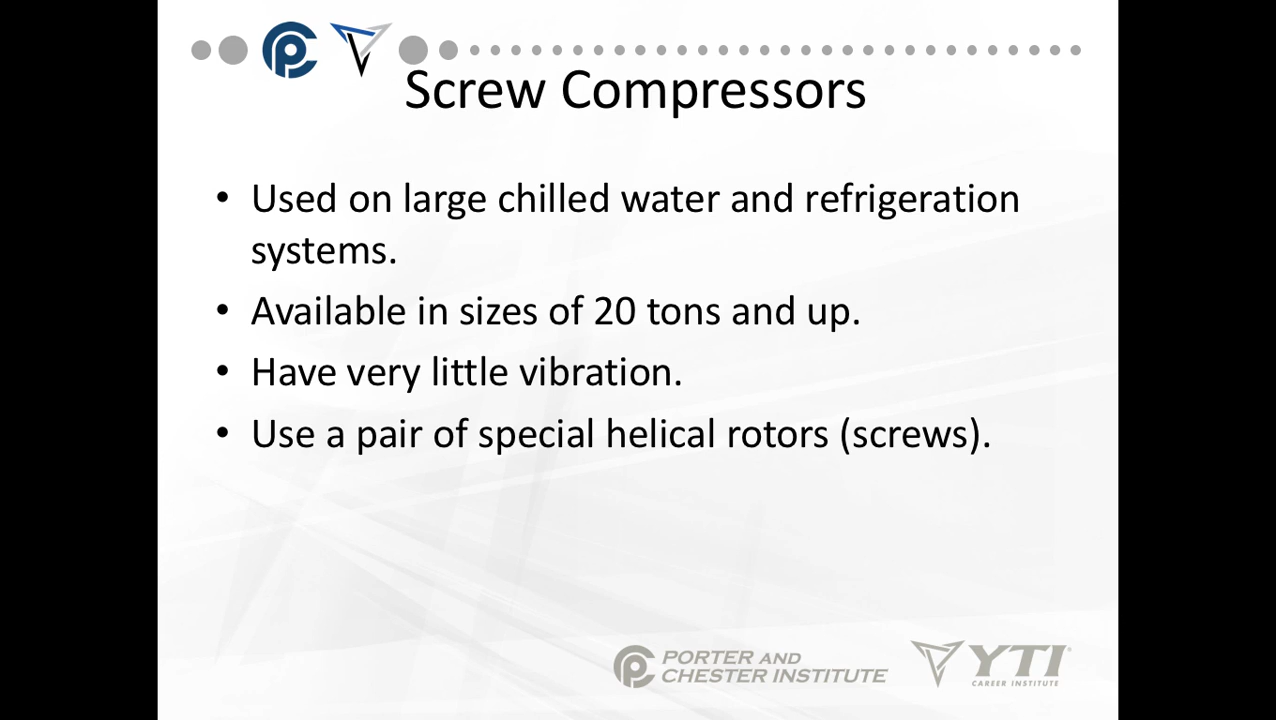 Screw Compressors
• Used on large chilled water and refrigeration
systems.
• Available in sizes of 20 tons and up.
• Have very little vibration.
• Use a pair of special helical rotors (screws).
PORTER AND
CHESTER INSTITUTE
YTI®
CAREER INSTITUTE